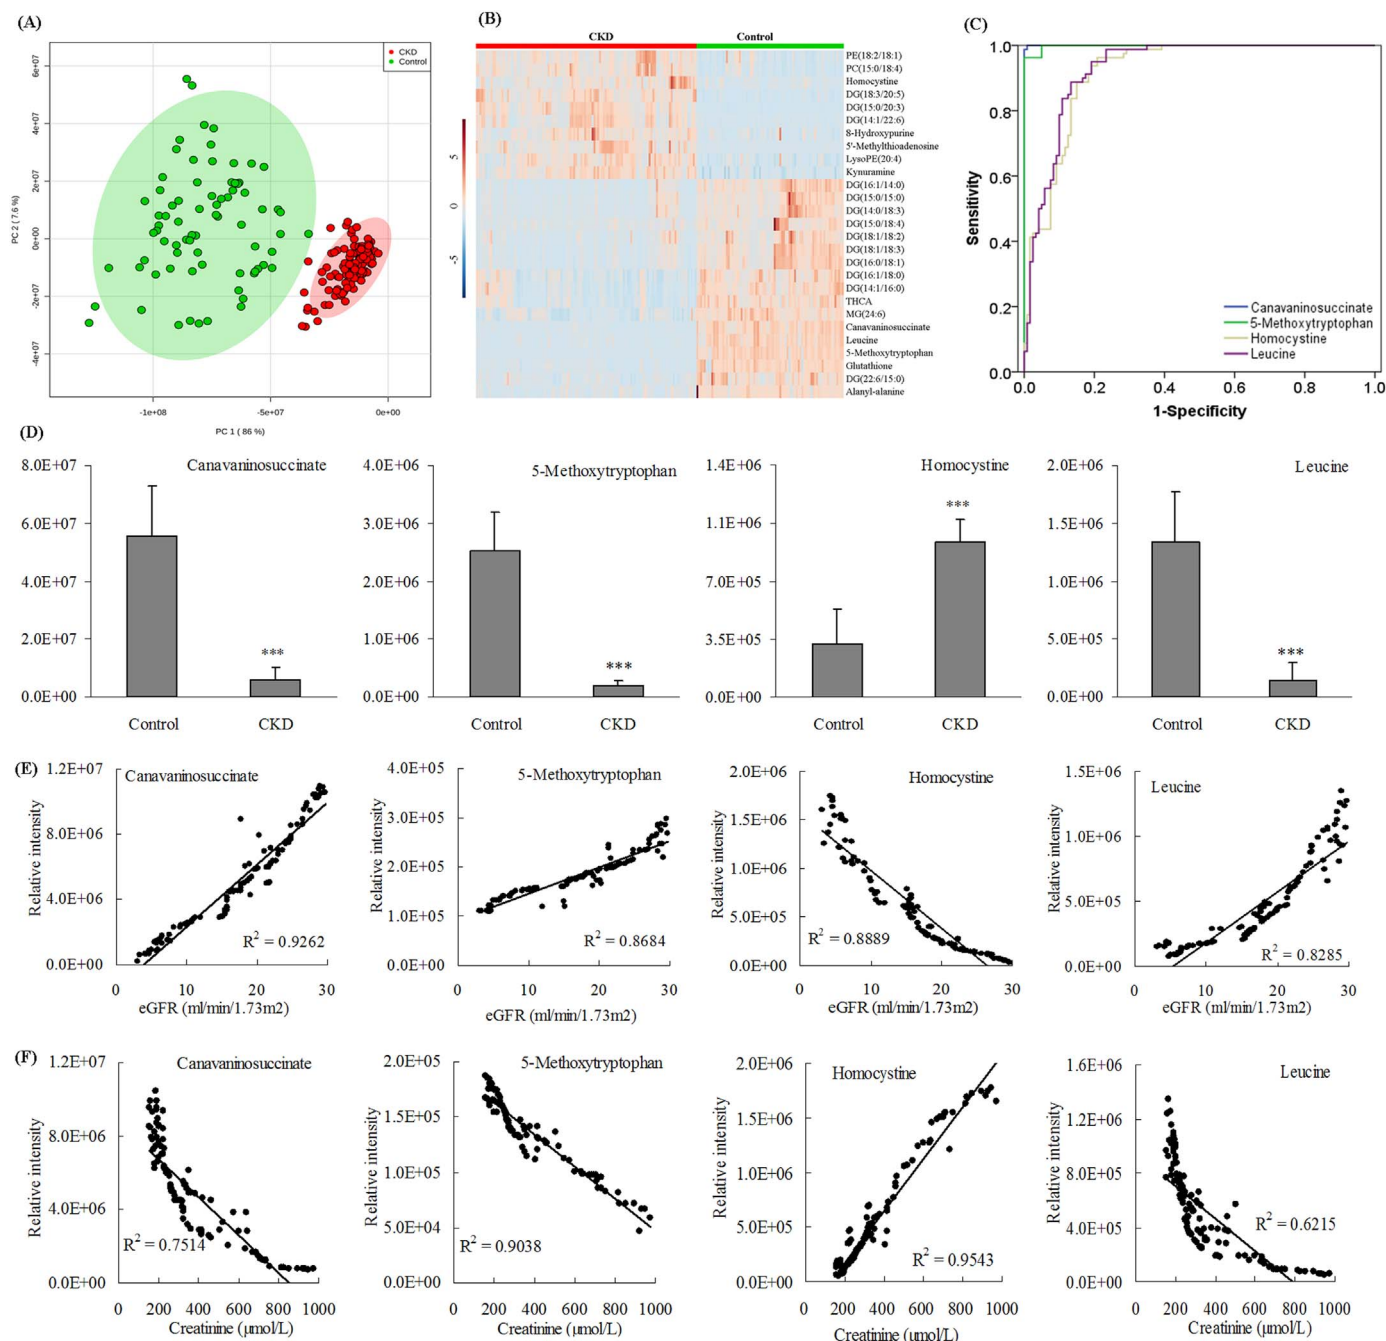 (A)
CKD
Control
6e+07
4e+07
2e+07
0e+00
-2e+07
-4e+07
PC 2 ( 7.6 %)
-1e+08
-5e+07
0e+00
PC 1 ( 86 %)
(B)
CKD
Control
5
0
-5
PE(18:2/18:1)
PC(15:0/18:4)
Homocystine
DG(18:3/20:5)
DG(15:0/20:3)
DG(14:1/22:6)
8-Hydroxypurine
5'-Methylthioadenosine
LysoPE(20:4)
Kynuramine
DG(16:1/14:0)
DG(15:0/15:0)
DG(14:0/18:3)
DG(15:0/18:4)
DG(18:1/18:2)
DG(18:1/18:3)
DG(16:0/18:1)
DG(16:1/18:0)
DG(14:1/16:0)
THCA
MG(24:6)
Canavaninosuccinate
Leucine
5-Methoxytryptophan
Glutathione
DG(22:6/15:0)
Alanyl-alanine
(C)
1.0
0.8
0.6
0.4
0.2
0.0
Sensitivity
Canavaninosuccinate
5-Methoxytryptophan
Homocystine
Leucine
0.0
0.2
0.4
0.6
0.8
1.0
1-Specificity
(D)
Canavaninosuccinate
8.0E+07
6.0E+07
4.0E+07
2.0E+07
0.0E+00
***
Control
CKD
5-Methoxytryptophan
4.0E+06
3.0E+06
2.0E+06
1.0E+06
0.0E+00
***
Control
CKD
Homocystine
1.4E+06
1.1E+06
7.0E+05
3.5E+05
0.0E+00
***
Control
CKD
Leucine
2.0E+06
1.5E+06
1.0E+06
5.0E+05
0.0E+00
***
Control
CKD
(E)
Canavaninosuccinate
1.2E+07
8.0E+06
4.0E+06
0.0E+00
Relative intensity
R² = 0.9262
0
10
20
30
eGFR (ml/min/1.73m2)
5-Methoxytryptophan
4.0E+05
3.0E+05
2.0E+05
1.0E+05
0.0E+00
Relative intensity
R² = 0.8684
0
10
20
30
eGFR (ml/min/1.73m2)
Homocystine
2.0E+06
1.5E+06
1.0E+06
5.0E+05
0.0E+00
Relative intensity
R² = 0.8889
0
10
20
30
eGFR (ml/min/1.73m2)
Leucine
1.5E+06
1.0E+06
5.0E+05
0.0E+00
Relative intensity
R² = 0.8285
0
10
20
30
eGFR (ml/min/1.73m2)
(F)
Canavaninosuccinate
1.2E+07
8.0E+06
4.0E+06
0.0E+00
Relative intensity
R² = 0.7514
0
200
400
600
800
1000
Creatinine (μmol/L)
5-Methoxytryptophan
2.0E+05
1.5E+05
1.0E+05
5.0E+04
0.0E+00
Relative intensity
R² = 0.9038
0
200
400
600
800
1000
Creatinine (μmol/L)
Homocystine
2.0E+06
1.5E+06
1.0E+06
5.0E+05
0.0E+00
Relative intensity
R² = 0.9543
0
200
400
600
800
1000
Creatinine (μmol/L)
Leucine
1.6E+06
1.2E+06
8.0E+05
4.0E+05
0.0E+00
Relative intensity
R² = 0.6215
0
200
400
600
800
1000
Creatinine (μmol/L)